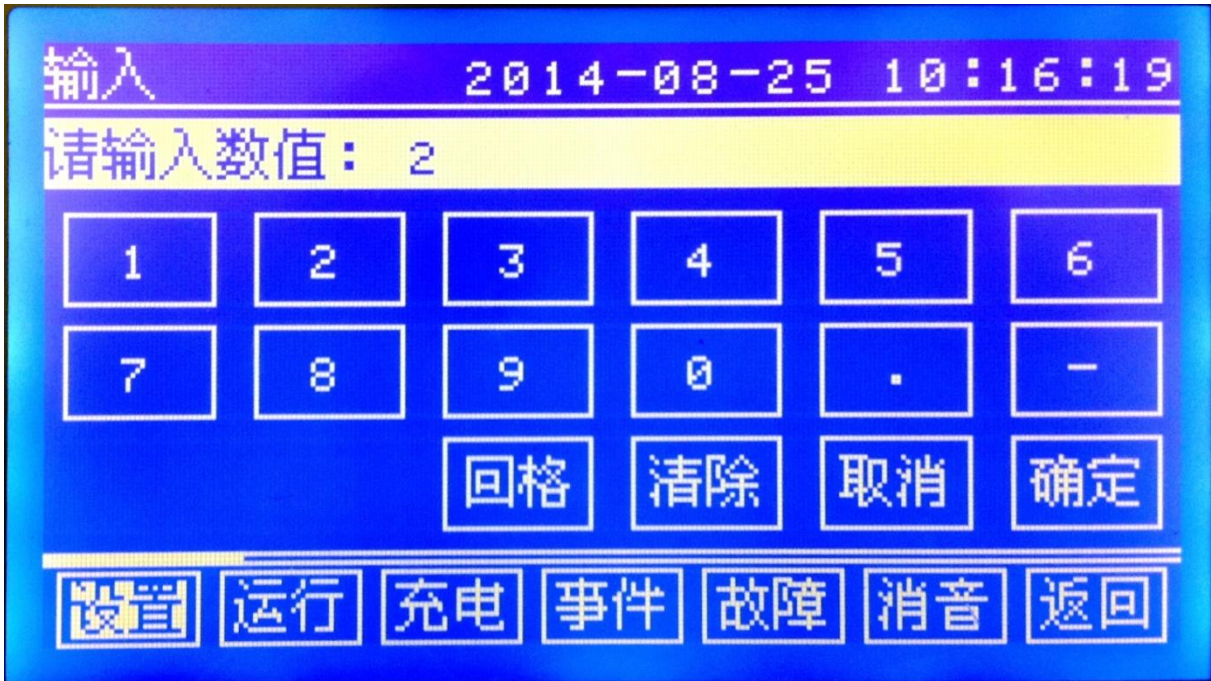 输入 2014-08-25 10:16:19
请输入数值: 2
1 2 3 4 5 6
7 8 9 0 . -
回格 清除 取消 确定
设置 运行 充电 事件 故障 消音 返回